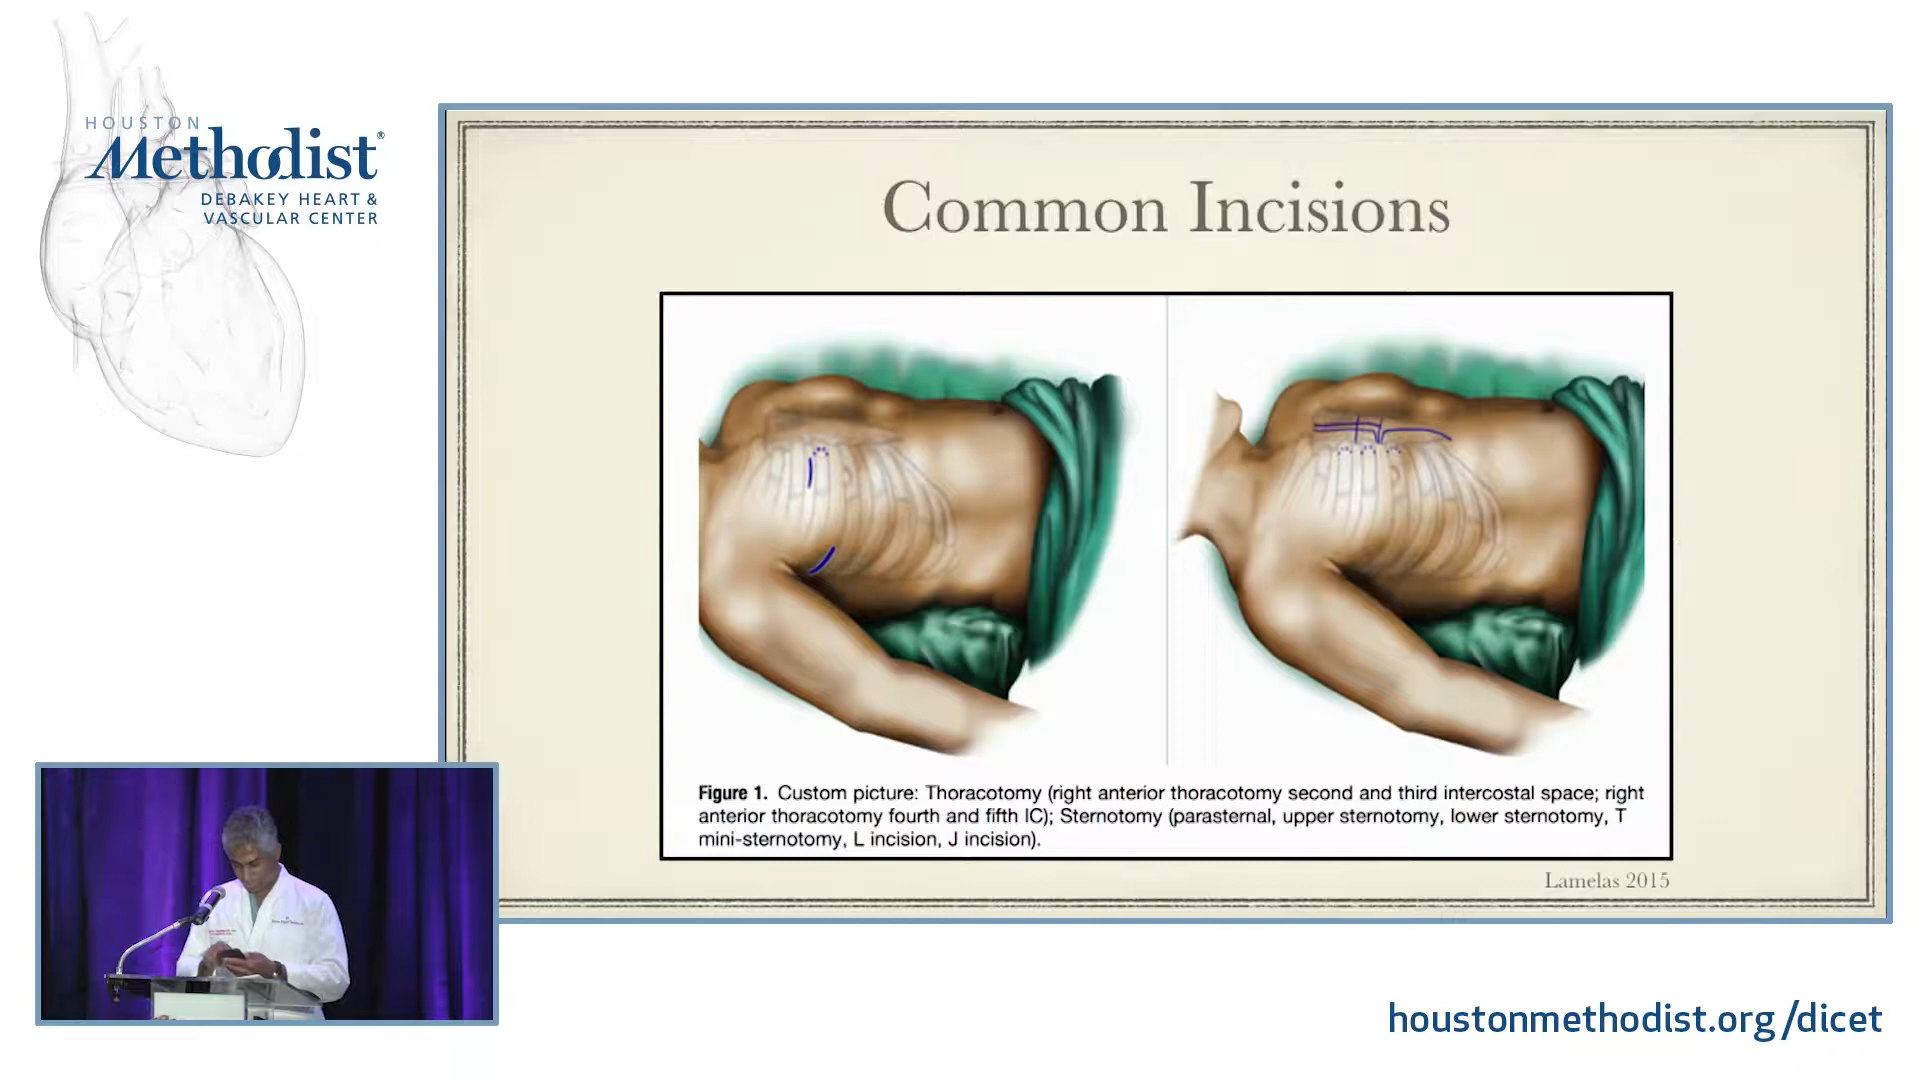 HOUSTON
Methodist®
DEBAKEY HEART &
VASCULAR CENTER
Common Incisions
Figure 1. Custom picture: Thoracotomy (right anterior thoracotomy second and third intercostal space; right
anterior thoracotomy fourth and fifth IC); Sternotomy (parasternal, upper sternotomy, lower sternotomy, T
mini-sternotomy, L incision, J incision).
Lamelas 2015
houstonmethodist.org/dicet